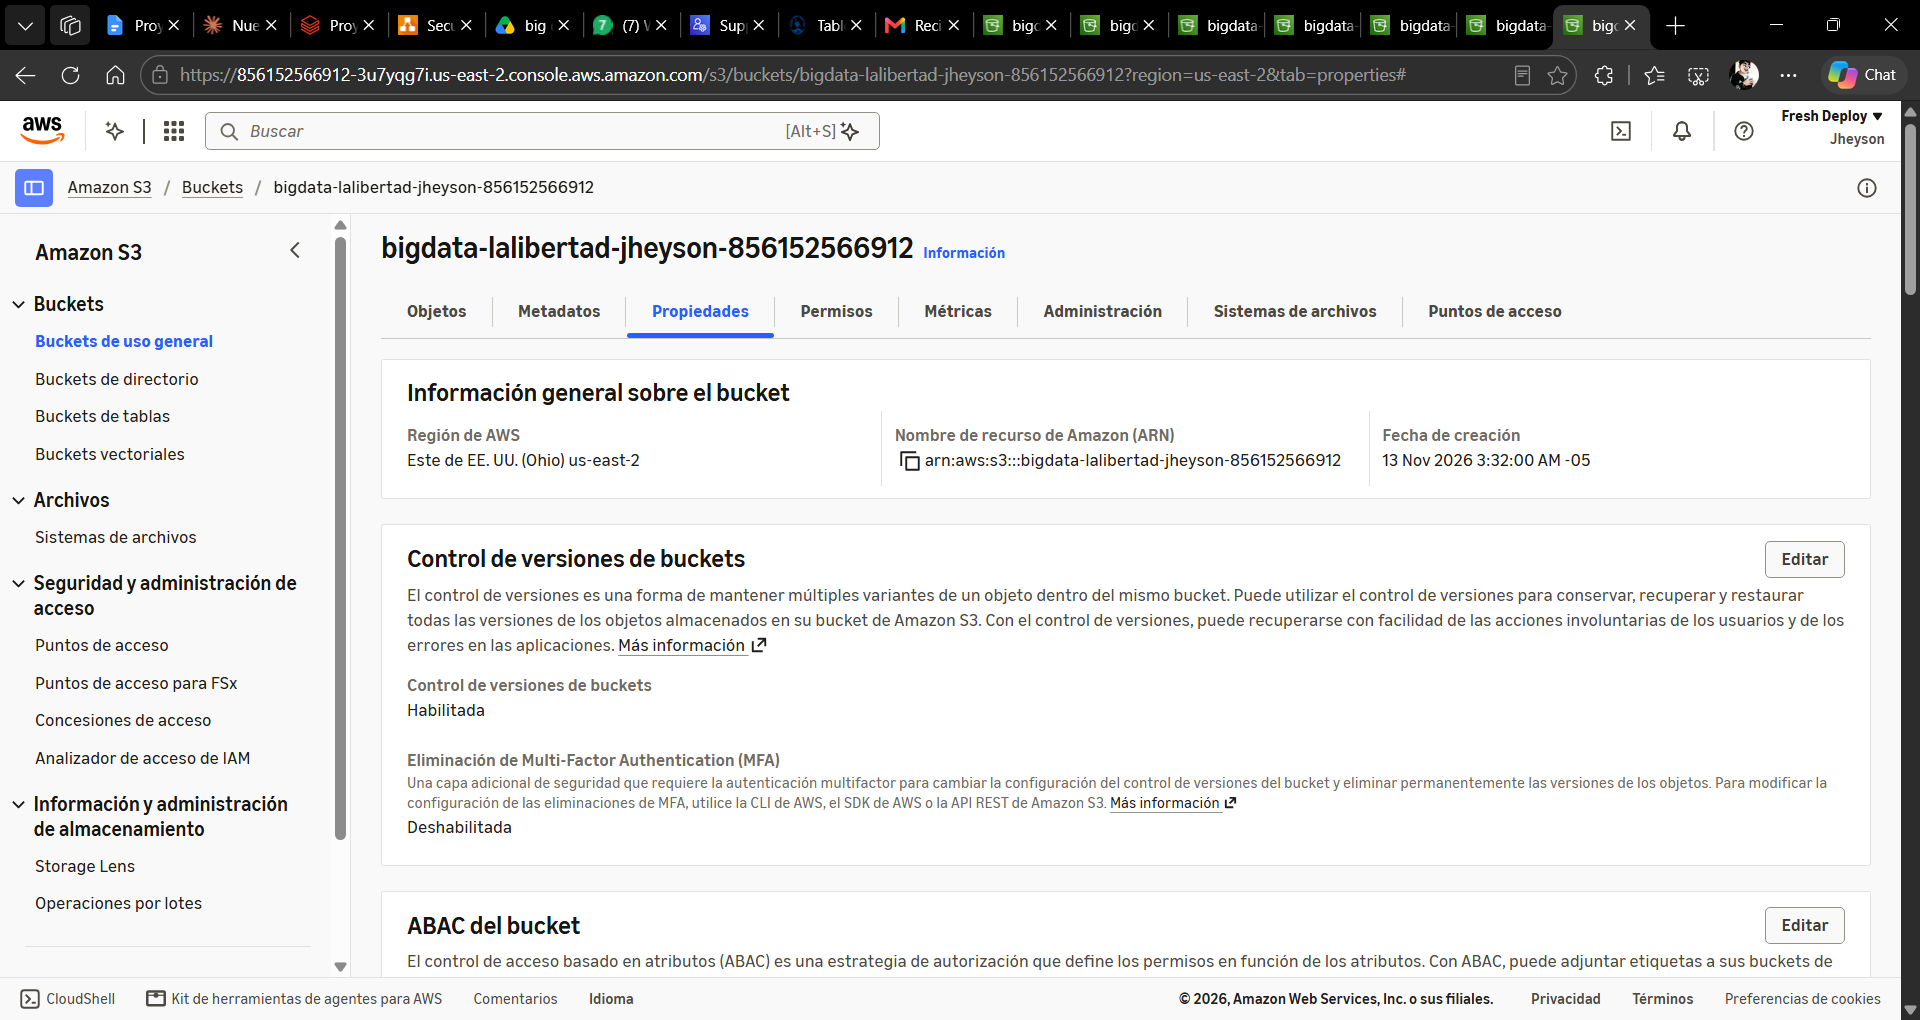 Proy
Nue
Proy
Secu
big
(7) W
Sup
Tabl
Reci
bigd
bigd
bigdata-
bigdata-
bigdata-
bigdata-
bigd
https://856152566912-3u7yqg7i.us-east-2.console.aws.amazon.com/s3/buckets/bigdata-lalibertad-jheyson-856152566912?region=us-east-2&tab=properties#
Chat
aws
Buscar
[Alt+S]
Fresh Deploy
Jheyson
Amazon S3 / Buckets / bigdata-lalibertad-jheyson-856152566912
Amazon S3
Buckets
Buckets de uso general
Buckets de directorio
Buckets de tablas
Buckets vectoriales
Archivos
Sistemas de archivos
Seguridad y administración de
acceso
Puntos de acceso
Puntos de acceso para FSx
Concesiones de acceso
Analizador de acceso de IAM
Información y administración
de almacenamiento
Storage Lens
Operaciones por lotes
bigdata-lalibertad-jheyson-856152566912 Información
Objetos
Metadatos
Propiedades
Permisos
Métricas
Administración
Sistemas de archivos
Puntos de acceso
Información general sobre el bucket
Región de AWS
Este de EE. UU. (Ohio) us-east-2
Nombre de recurso de Amazon (ARN)
arn:aws:s3:::bigdata-lalibertad-jheyson-856152566912
Fecha de creación
13 Nov 2026 3:32:00 AM -05
Control de versiones de buckets
Editar
El control de versiones es una forma de mantener múltiples variantes de un objeto dentro del mismo bucket. Puede utilizar el control de versiones para conservar, recuperar y restaurar
todas las versiones de los objetos almacenados en su bucket de Amazon S3. Con el control de versiones, puede recuperarse con facilidad de las acciones involuntarias de los usuarios y de los
errores en las aplicaciones. Más información
Control de versiones de buckets
Habilitada
Eliminación de Multi-Factor Authentication (MFA)
Una capa adicional de seguridad que requiere la autenticación multifactor para cambiar la configuración del control de versiones del bucket y eliminar permanentemente las versiones de los objetos. Para modificar la
configuración de las eliminaciones de MFA, utilice la CLI de AWS, el SDK de AWS o la API REST de Amazon S3. Más información
Deshabilitada
ABAC del bucket
Editar
El control de acceso basado en atributos (ABAC) es una estrategia de autorización que define los permisos en función de los atributos. Con ABAC, puede adjuntar etiquetas a sus buckets de
CloudShell
Kit de herramientas de agentes para AWS
Comentarios
Idioma
© 2026, Amazon Web Services, Inc. o sus filiales.
Privacidad
Términos
Preferencias de cookies